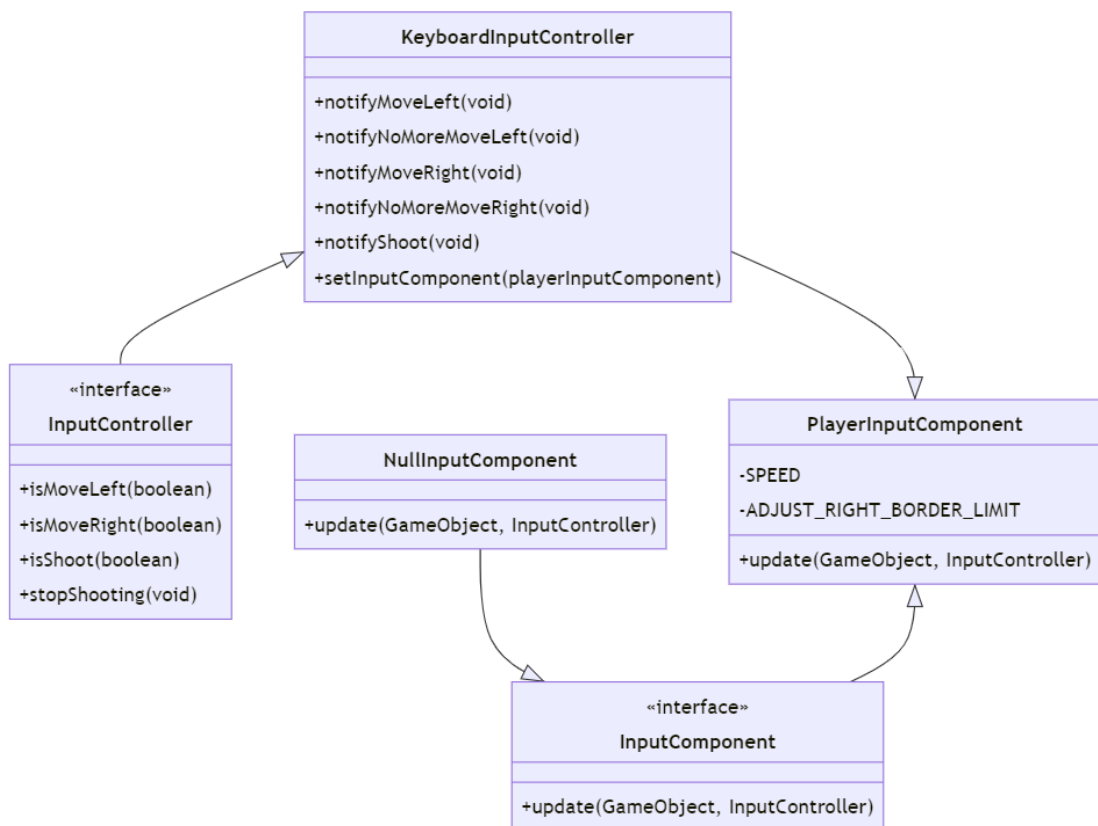 KeyboardInputController
+notifyMoveLeft(void)
+notifyNoMoreMoveLeft(void)
+notifyMoveRight(void)
+notifyNoMoreMoveRight(void)
+notifyShoot(void)
+setInputComponent(playerInputComponent)
«interface»
InputController
+isMoveLeft(boolean)
+isMoveRight(boolean)
+isShoot(boolean)
+stopShooting(void)
NullInputComponent
+update(GameObject, InputController)
PlayerInputComponent
-SPEED
-ADJUST_RIGHT_BORDER_LIMIT
+update(GameObject, InputController)
«interface»
InputComponent
+update(GameObject, InputController)